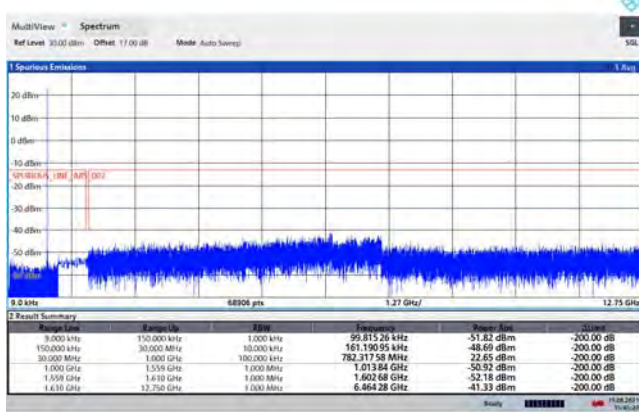 MultiView Spectrum
Ref Level 30.00 dBm Offset 17.00 dB Mode Auto Sweep
SGL
1 Spurious Emissions
20 dBm
10 dBm
0 dBm
-10 dBm
SPURIOUS_LINE_ABS_002
-20 dBm
-30 dBm
-40 dBm
-50 dBm
9.0 kHz 68906 pts 1.27 GHz/ 12.75 GHz
2 Result Summary
Range Low Range Up RBW Frequency Power Abs ΔLimit
9.000 kHz 150.000 kHz 1.000 kHz 99.815 26 kHz -51.82 dBm -200.00 dB
150.000 kHz 30.000 MHz 10.000 kHz 161.190 95 kHz -48.69 dBm -200.00 dB
30.000 MHz 1.000 GHz 100.000 kHz 782.317 58 MHz 22.65 dBm -200.00 dB
1.000 GHz 1.559 GHz 1.000 MHz 1.013 84 GHz -50.92 dBm -200.00 dB
1.559 GHz 1.610 GHz 1.000 MHz 1.602 68 GHz -52.18 dBm -200.00 dB
1.610 GHz 12.750 GHz 1.000 MHz 6.464 28 GHz -41.33 dBm -200.00 dB
Ready